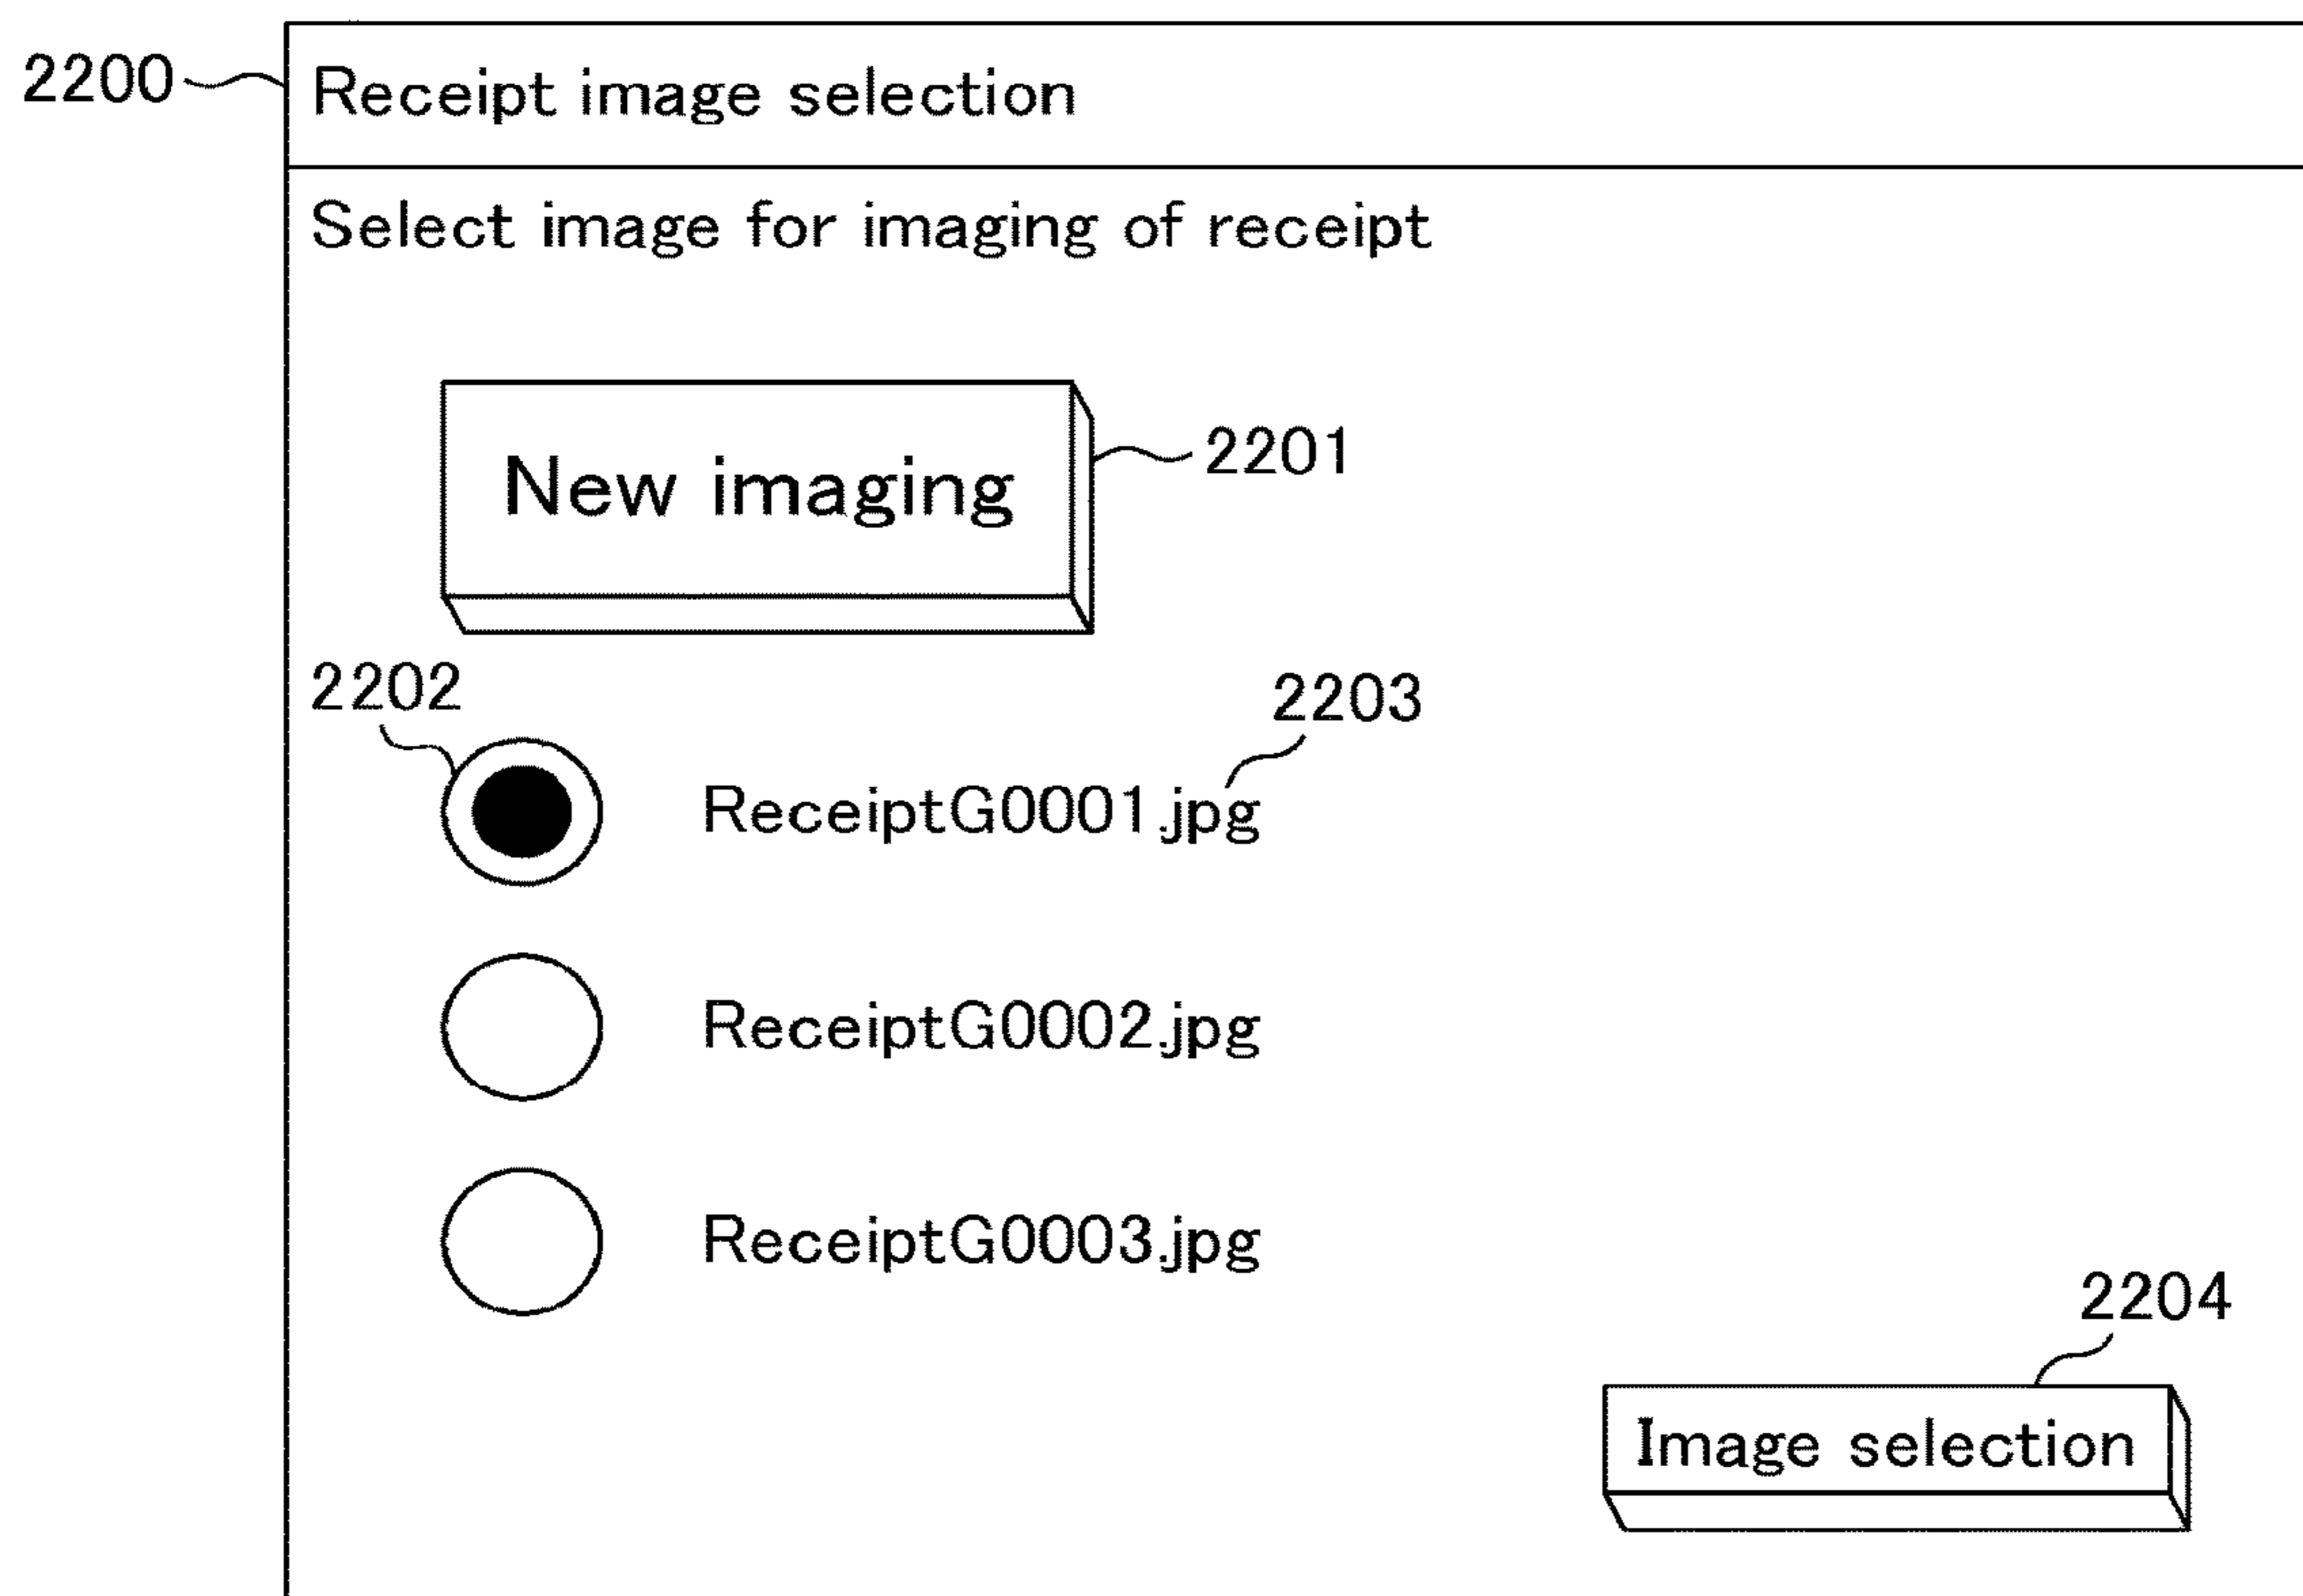 2200 Receipt image selection
Select image for imaging of receipt
New imaging 2201
2202 2203
ReceiptG0001.jpg
ReceiptG0002.jpg
ReceiptG0003.jpg
2204
Image selection